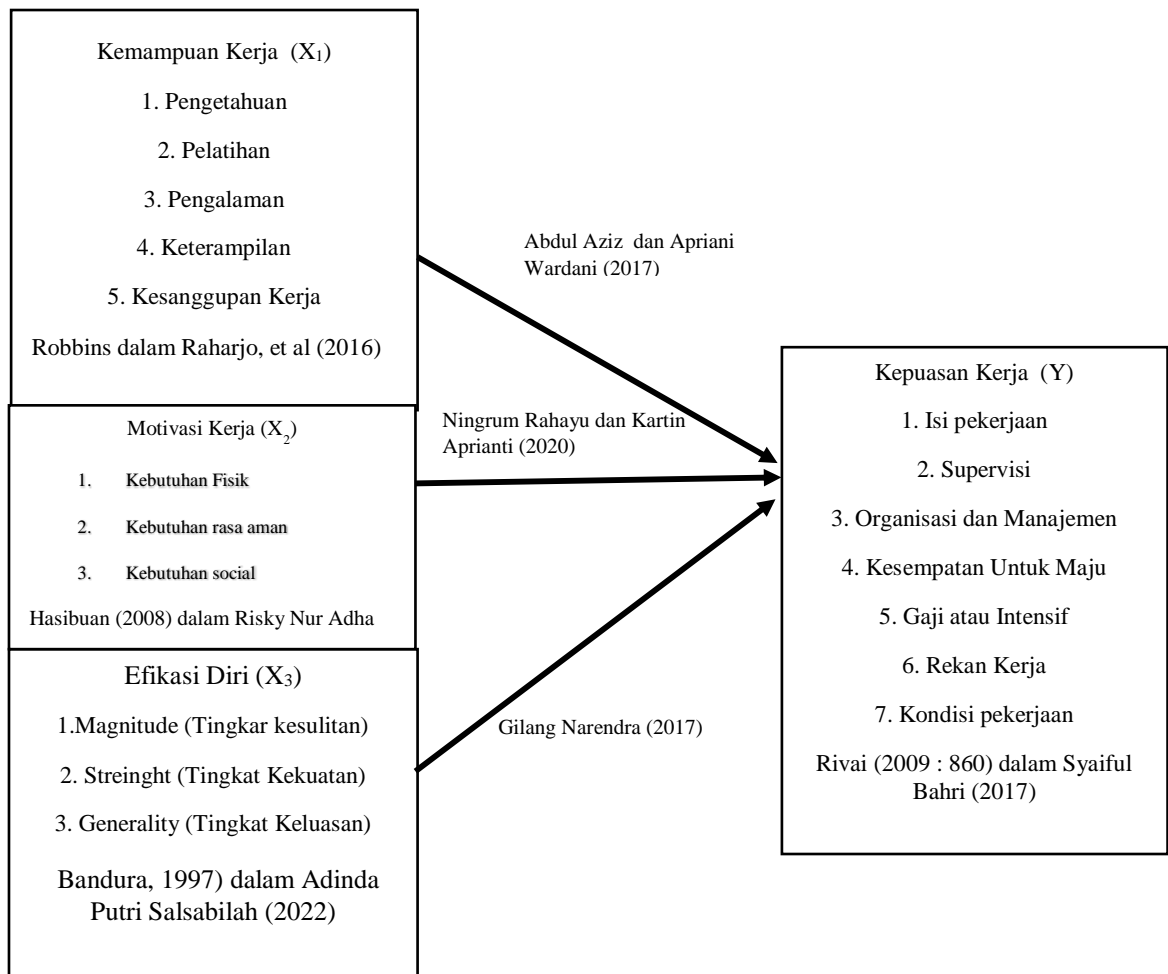 Kemampuan Kerja (X1)
1. Pengetahuan
2. Pelatihan
3. Pengalaman
4. Keterampilan
5. Kesanggupan Kerja
Robbins dalam Raharjo, et al (2016)
Motivasi Kerja (X2)
1. Kebutuhan Fisik
2. Kebutuhan rasa aman
3. Kebutuhan social
Hasibuan (2008) dalam Risky Nur Adha
Efikasi Diri (X3)
1.Magnitude (Tingkar kesulitan)
2. Streinght (Tingkat Kekuatan)
3. Generality (Tingkat Keluasan)
Bandura, 1997) dalam Adinda
Putri Salsabilah (2022)
Abdul Aziz dan Apriani
Wardani (2017)
Ningrum Rahayu dan Kartin
Aprianti (2020)
Gilang Narendra (2017)
Kepuasan Kerja (Y)
1. Isi pekerjaan
2. Supervisi
3. Organisasi dan Manajemen
4. Kesempatan Untuk Maju
5. Gaji atau Intensif
6. Rekan Kerja
7. Kondisi pekerjaan
Rivai (2009 : 860) dalam Syaiful
Bahri (2017)